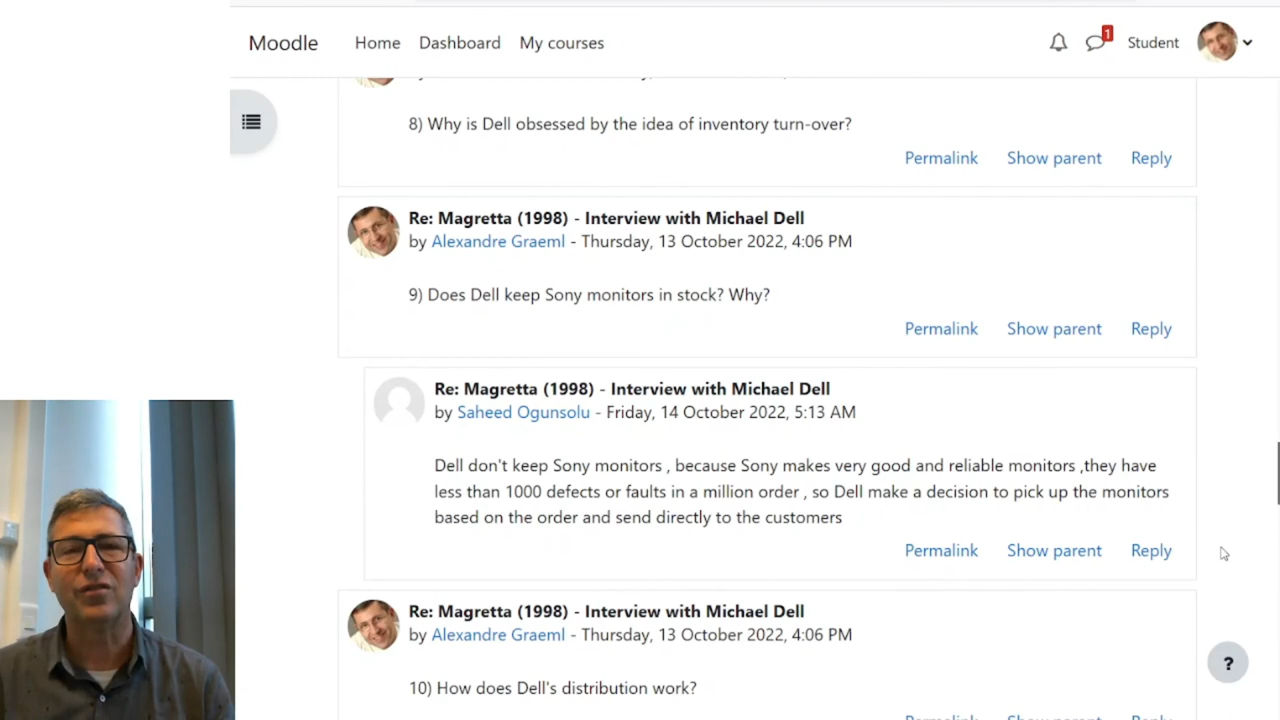 Moodle
Home
Dashboard
My courses
1
Student
8) Why is Dell obsessed by the idea of inventory turn-over?
Permalink
Show parent
Reply
Re: Magretta (1998) - Interview with Michael Dell
by Alexandre Graeml - Thursday, 13 October 2022, 4:06 PM
9) Does Dell keep Sony monitors in stock? Why?
Permalink
Show parent
Reply
Re: Magretta (1998) - Interview with Michael Dell
by Saheed Ogunsolu - Friday, 14 October 2022, 5:13 AM
Dell don't keep Sony monitors , because Sony makes very good and reliable monitors ,they have
less than 1000 defects or faults in a million order , so Dell make a decision to pick up the monitors
based on the order and send directly to the customers
Permalink
Show parent
Reply
Re: Magretta (1998) - Interview with Michael Dell
by Alexandre Graeml - Thursday, 13 October 2022, 4:06 PM
?
10) How does Dell's distribution work?